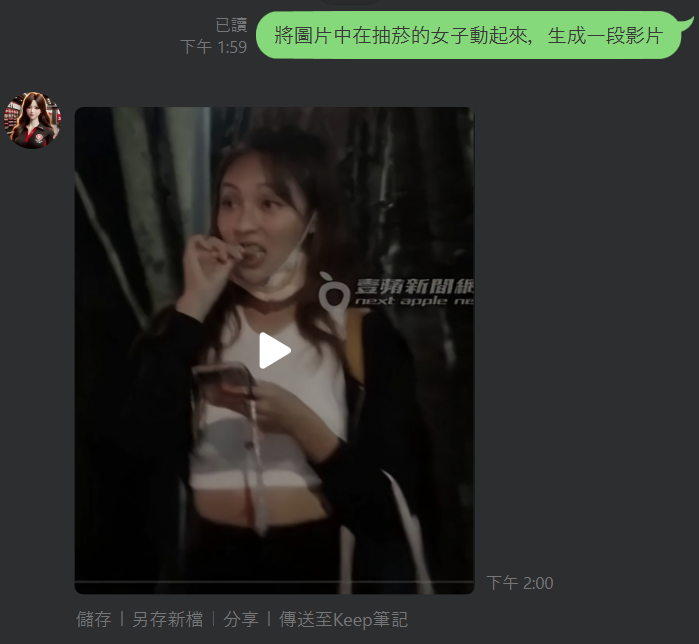 已讀
下午 1:59
將圖片中在抽菸的女子動起來，生成一段影片
壹蘋新聞網
next apple ne
下午 2:00
儲存 | 另存新檔 | 分享 | 傳送至Keep筆記